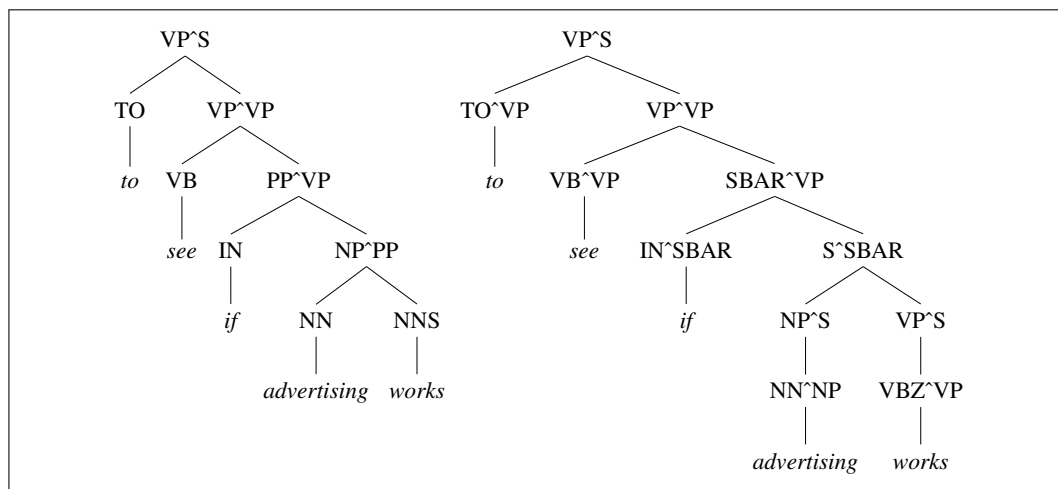 VP^S VP^S
TO VP^VP TO^VP VP^VP
to VB PP^VP to VB^VP SBAR^VP
see IN NP^PP see IN^SBAR S^SBAR
if NN NNS if NP^S VP^S
advertising works NN^NP VBZ^VP
advertising works